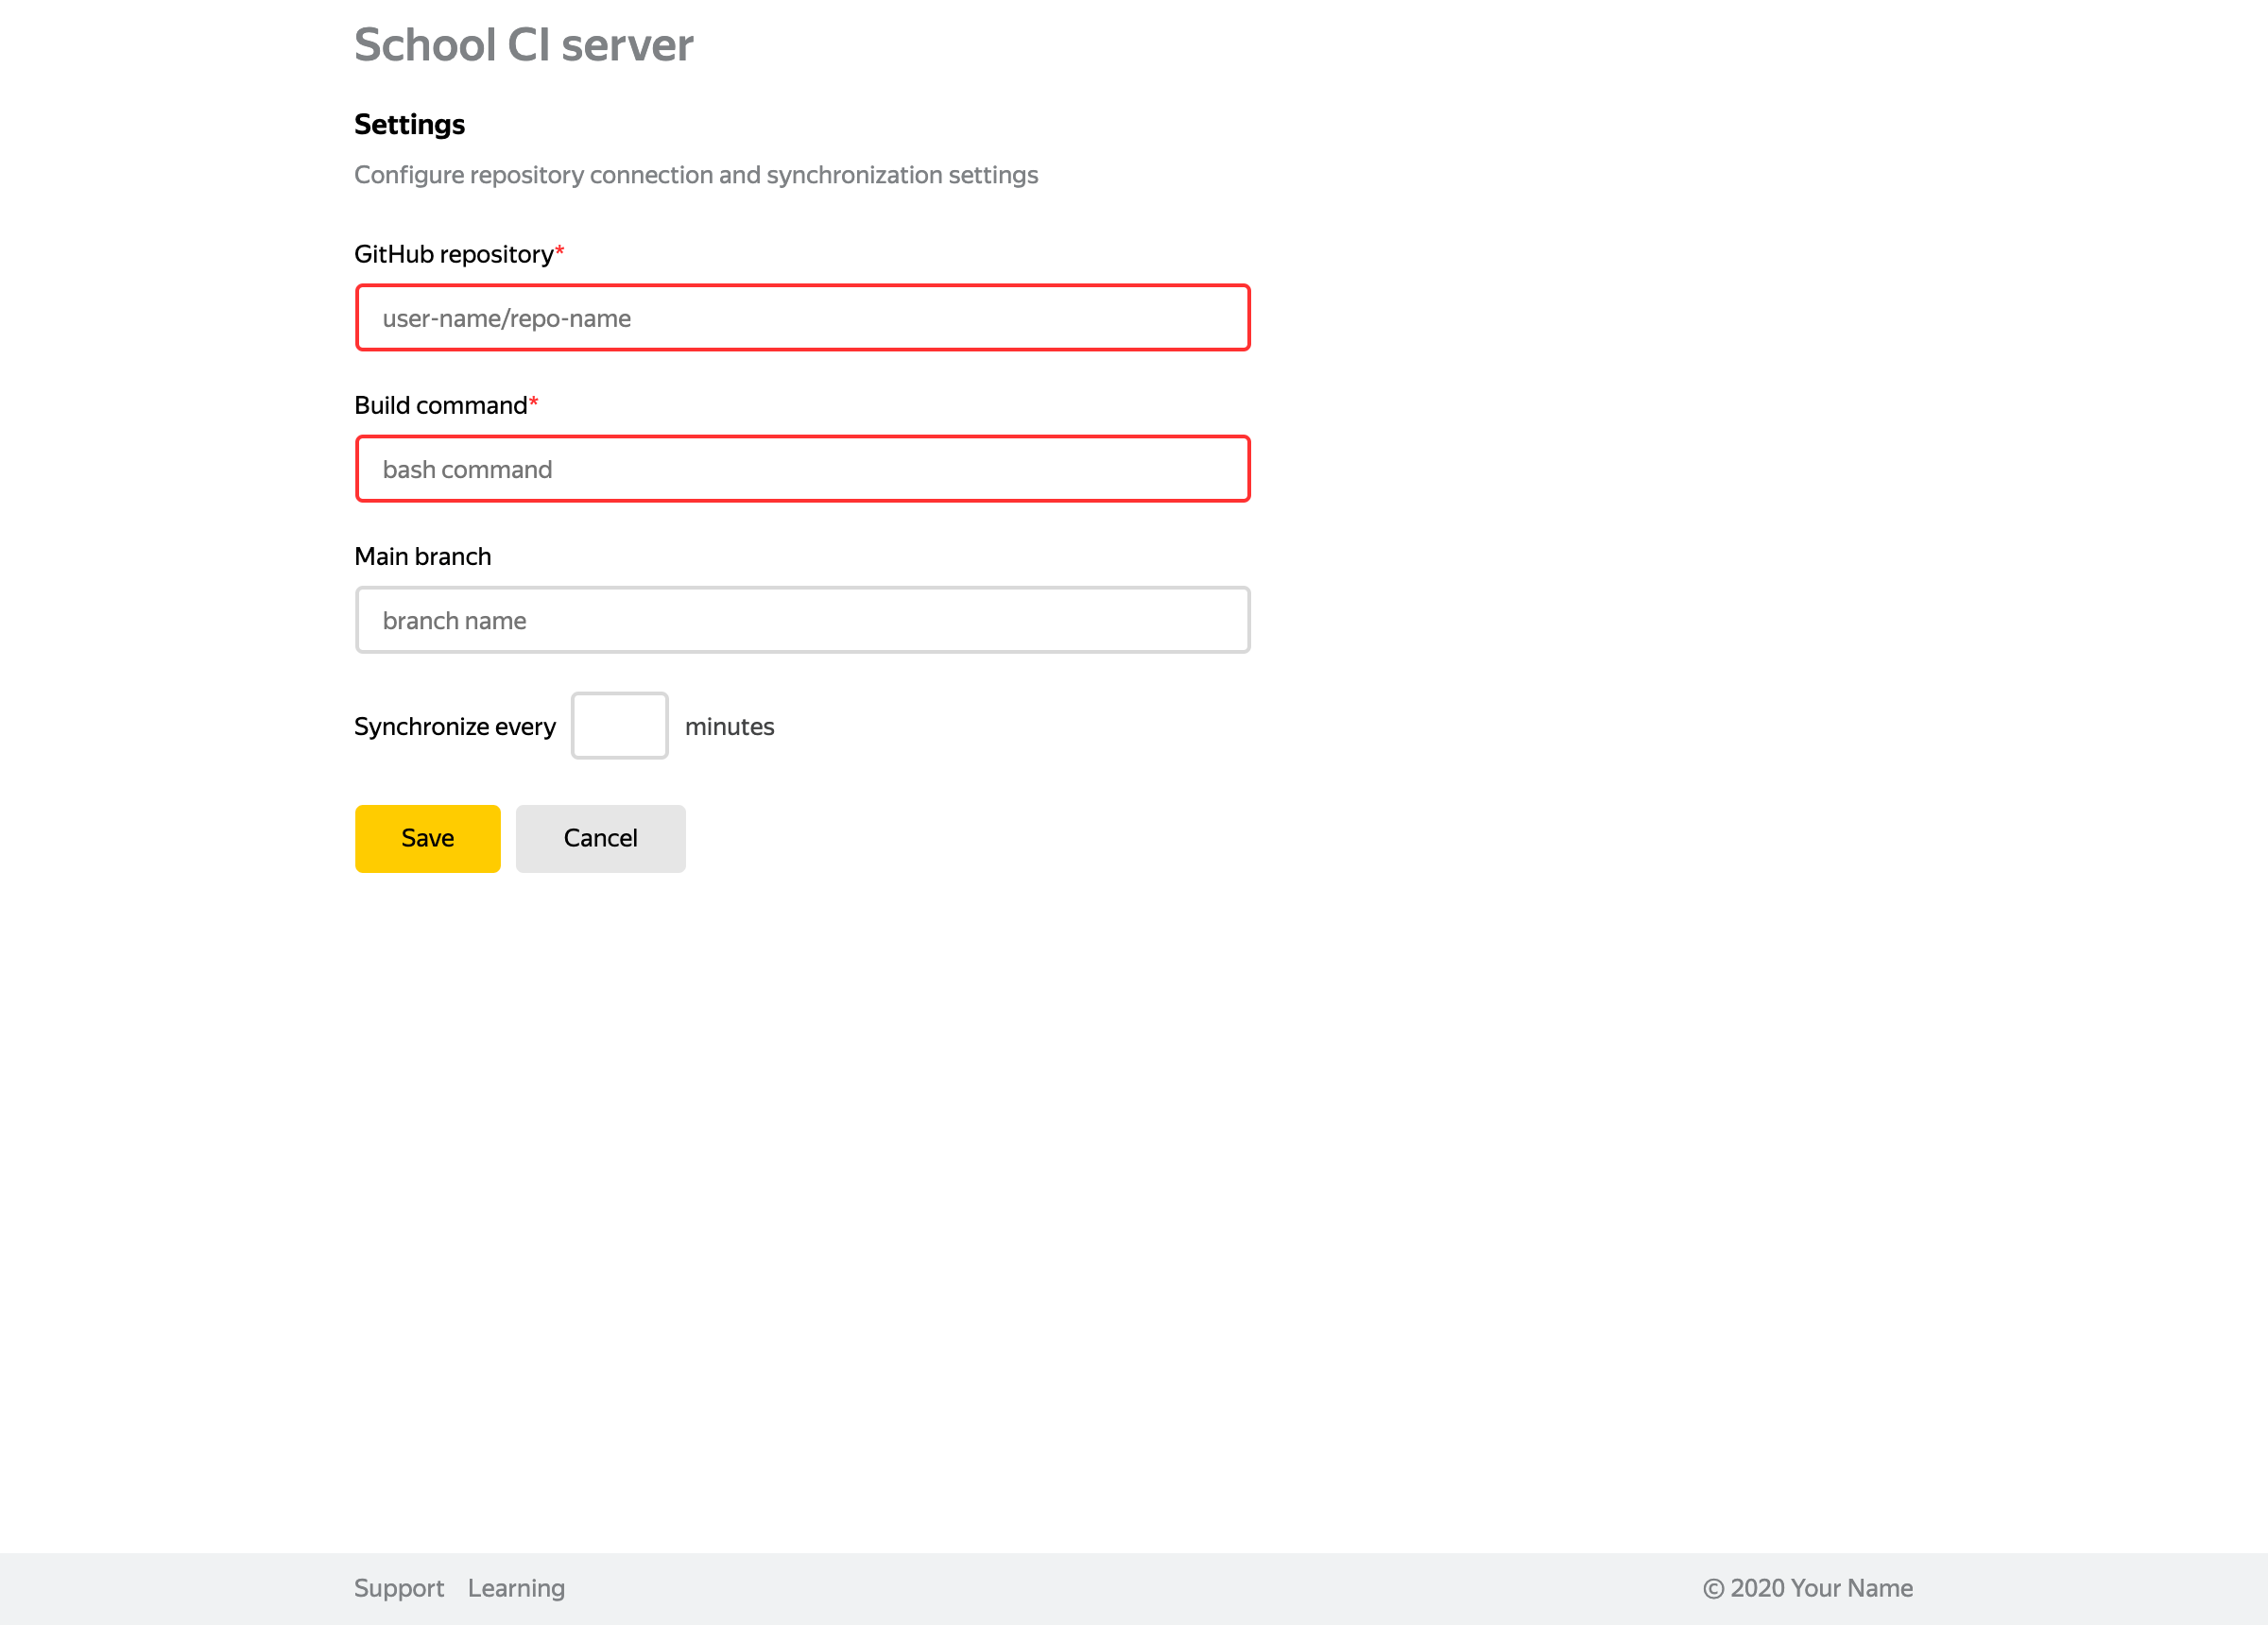 School CI server
Settings
Configure repository connection and synchronization settings
GitHub repository*
user-name/repo-name
Build command*
bash command
Main branch
branch name
Synchronize every minutes
Save Cancel
Support Learning © 2020 Your Name